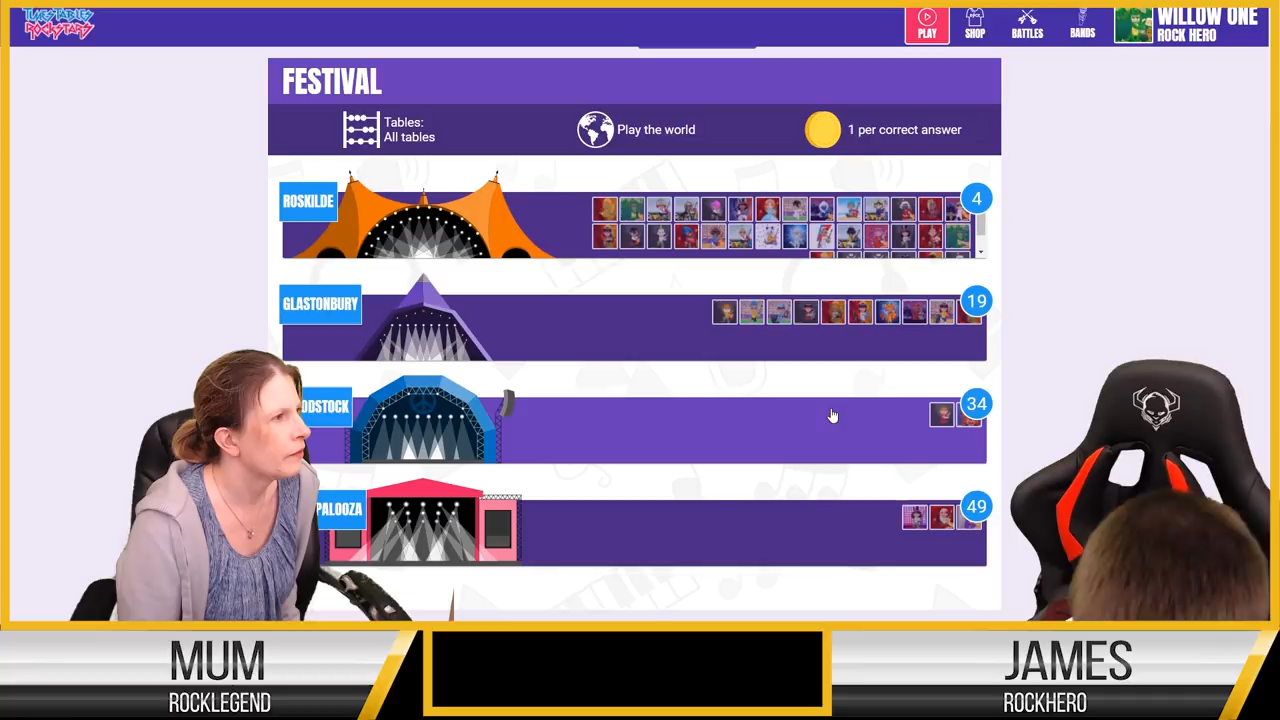 TIMES TABLES
ROCKSTARS
PLAY
SHOP
BATTLES
BANDS
WILLOW ONE
ROCK HERO
FESTIVAL
Tables:
All tables
Play the world
1 per correct answer
ROSKILDE
4
GLASTONBURY
19
ODSTOCK
34
PALOOZA
49
MUM
ROCKLEGEND
JAMES
ROCKHERO